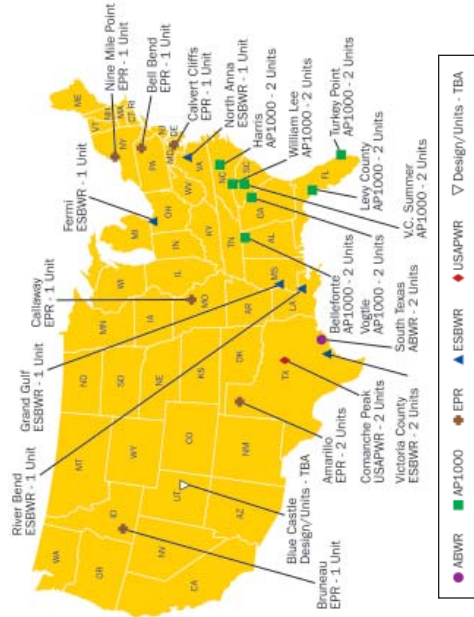 River Bend
ESBWR - 1 Unit
Grand Gulf
ESBWR - 1 Unit
Callaway
EPR - 1 Unit
Fermi
ESBWR - 1 Unit
Nine Mile Point
EPR - 1 Unit
Bell Bend
EPR - 1 Unit
Calvert Cliffs
EPR - 1 Unit
North Anna
ESBWR - 1 Unit
Harris
AP1000 - 2 Units
William Lee
AP1000 - 2 Units
Turkey Point
AP1000 - 2 Units
Levy County
AP1000 - 2 Units
V.C. Summer
AP1000 - 2 Units
Bellefonte
AP1000 - 2 Units
Vogtle
AP1000 - 2 Units
South Texas
ABWR - 2 Units
Victoria County
ESBWR - 2 Units
Comanche Peak
USAPWR - 2 Units
Amarillo
EPR - 2 Units
Blue Castle
Design/Units - TBA
Bruneau
EPR - 1 Unit
WA
OR
CA
ID
NV
MT
WY
UT
AZ
CO
NM
ND
SD
NE
KS
OK
TX
MN
IA
MO
AR
LA
WI
IL
MS
MI
IN
OH
KY
TN
AL
GA
FL
SC
NC
VA
WV
PA
NY
VT
NH
MA
CT RI
NJ
DE
MD
ME
ABWR
AP1000
EPR
ESBWR
USAPWR
Design/Units - TBA